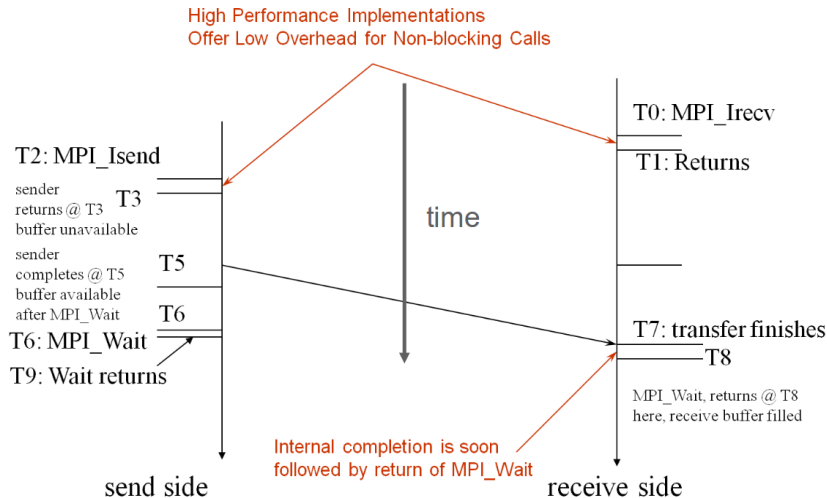 High Performance Implementations
Offer Low Overhead for Non-blocking Calls
T0: MPI_Irecv
T2: MPI_Isend
T1: Returns
sender
T3
returns @ T3
buffer unavailable
time
sender
T5
completes @ T5
buffer available
after MPI_Wait
T6
T6: MPI_Wait
T7: transfer finishes
T8
T9: Wait returns
MPI_Wait, returns @ T8
here, receive buffer filled
Internal completion is soon
followed by return of MPI_Wait
send side
receive side